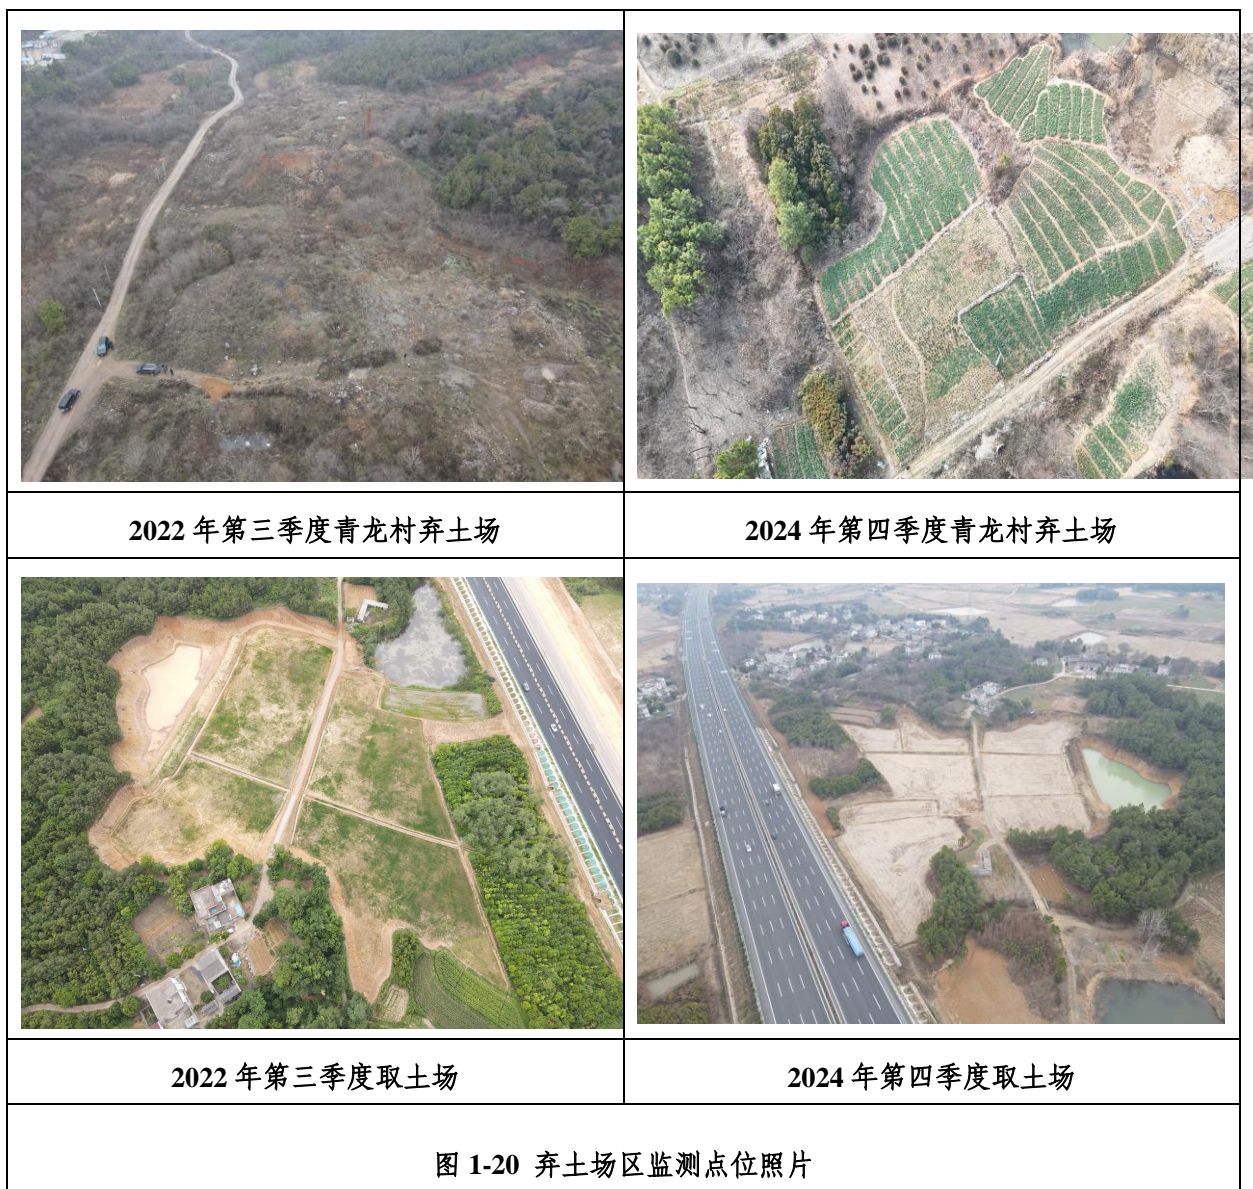 2022 年第三季度青龙村弃土场
2024 年第四季度青龙村弃土场
2022 年第三季度取土场
2024 年第四季度取土场
图 1-20 弃土场区监测点位照片